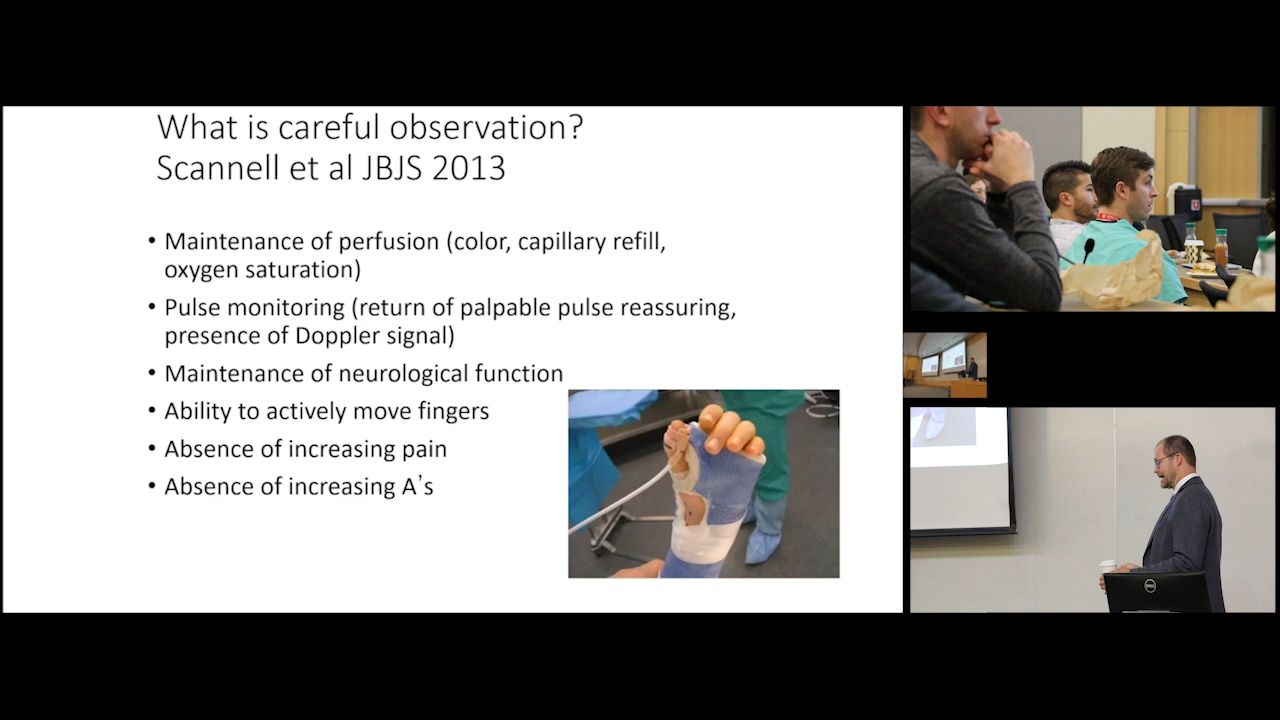 What is careful observation?
Scannell et al JBJS 2013
• Maintenance of perfusion (color, capillary refill,
oxygen saturation)
• Pulse monitoring (return of palpable pulse reassuring,
presence of Doppler signal)
• Maintenance of neurological function
• Ability to actively move fingers
• Absence of increasing pain
• Absence of increasing A’s
DELL